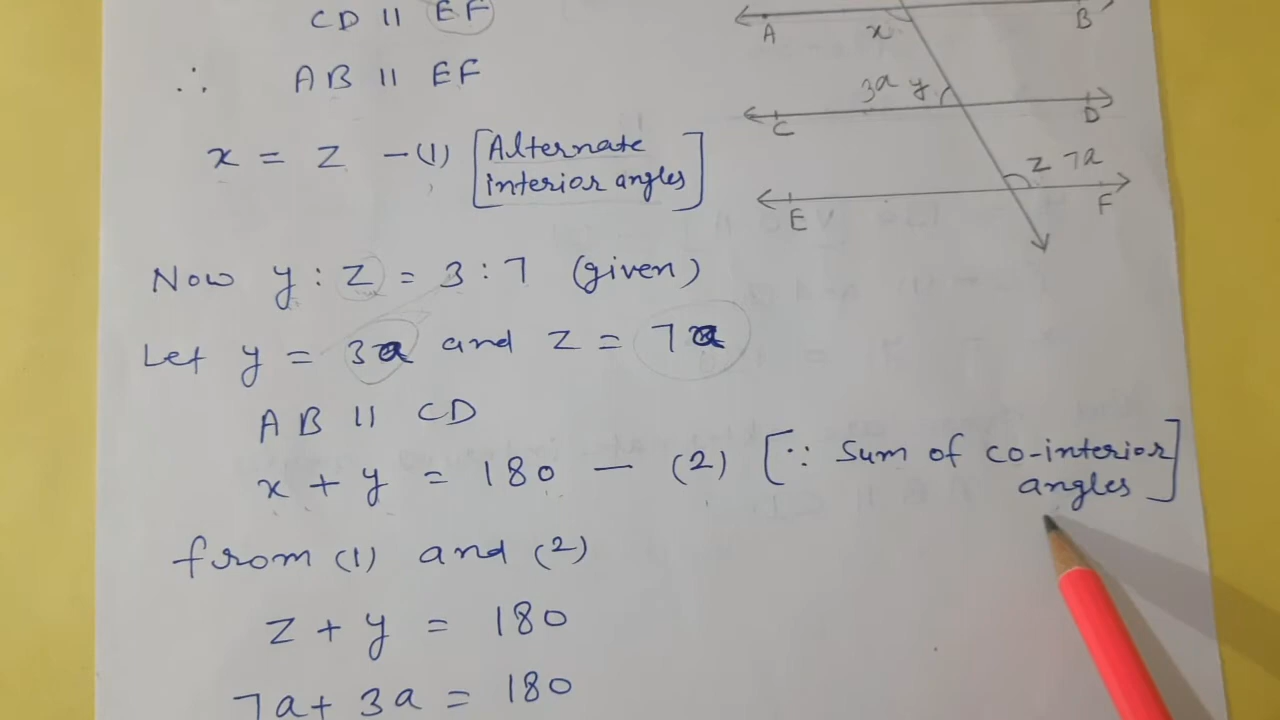 CD || EF
∴ AB || EF
x = z – (1) [Alternate
interior angles]
Now y : z = 3 : 7 (given)
Let y = 3a and z = 7a
AB || CD
x + y = 180 – (2) [∵ Sum of co-interior
angles]
from (1) and (2)
z + y = 180
7a + 3a = 180
A x B
3a y
C D
z 7a
E F